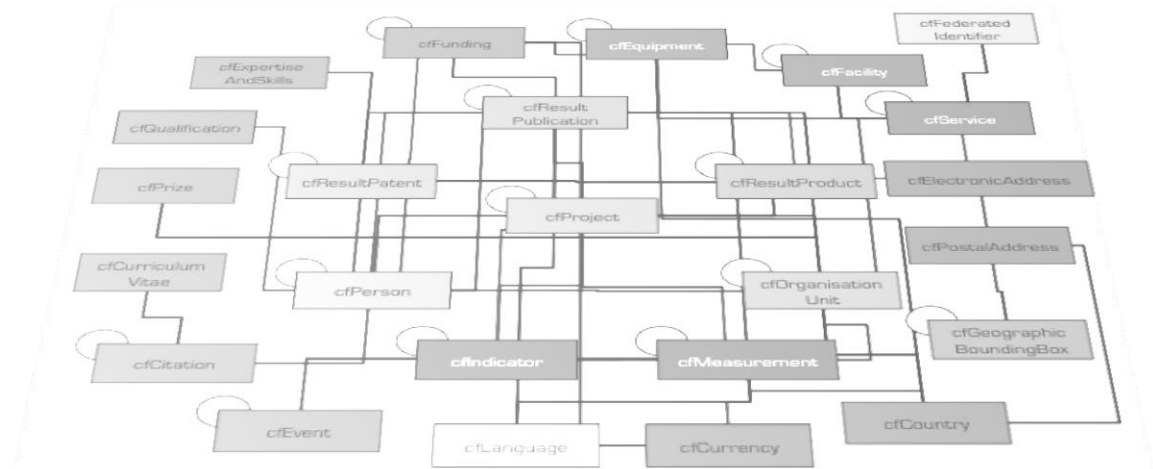 cfFederated
Identifier
cfFunding
cfEquipment
cfExpertise
AndSkills
cfFacility
cfResult
Publication
cfQualification
cfService
cfPrize
cfResultPatent
cfResultProduct
cfElectronicAddress
cfProject
cfPostalAddress
cfCurriculum
Vitae
cfPerson
cfOrganisation
Unit
cfGeographic
BoundingBox
cfCitation
cfIndicator
cfMeasurement
cfEvent
cfLanguage
cfCurrency
cfCountry